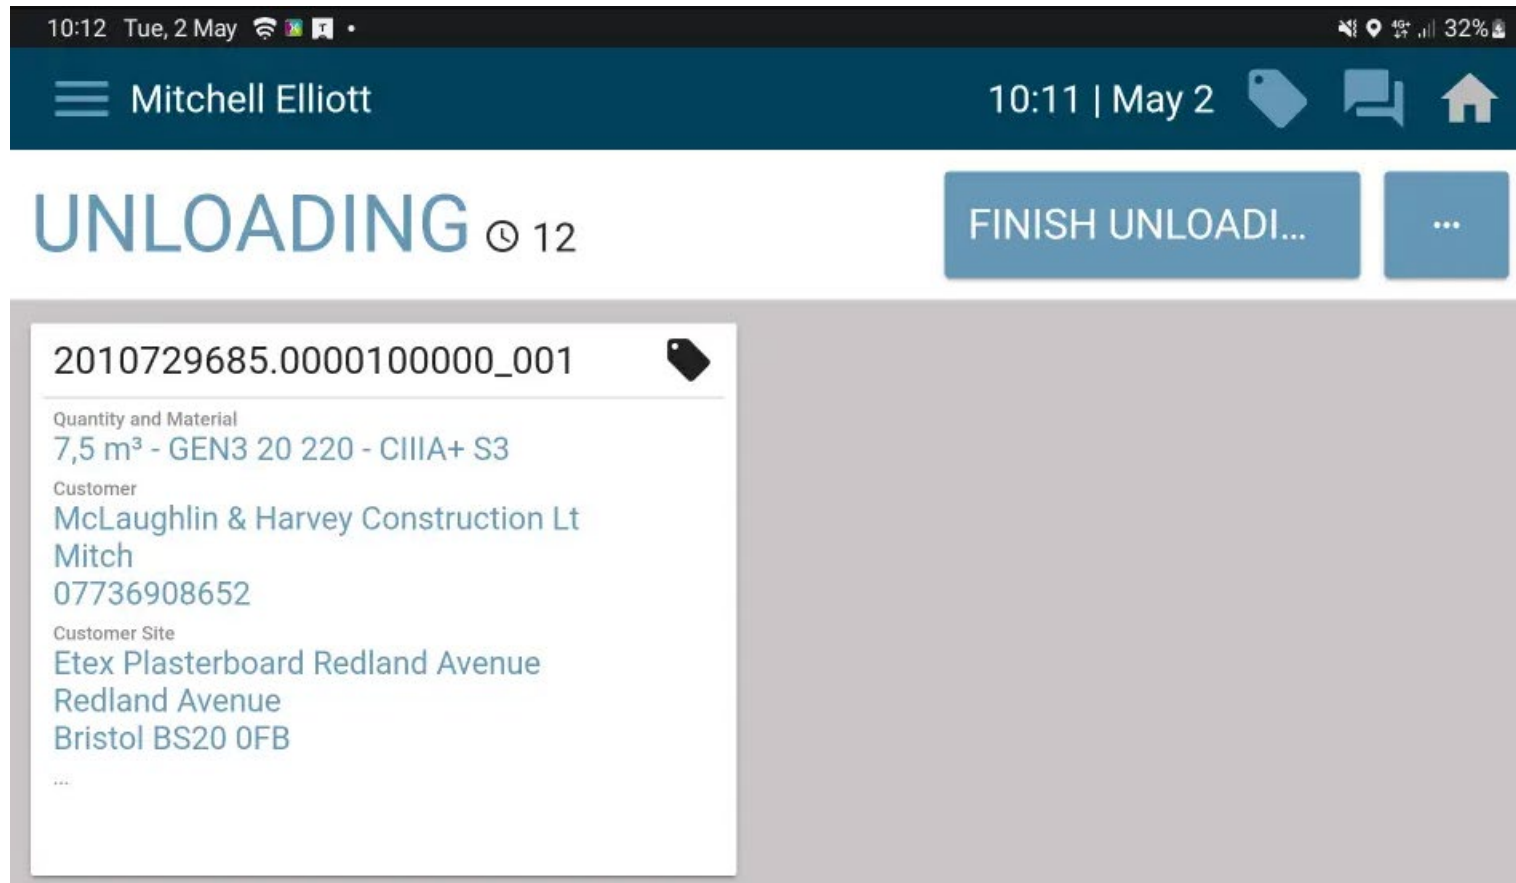 10:12 Tue, 2 May
4G+ 32%
Mitchell Elliott
10:11 | May 2
UNLOADING 12
FINISH UNLOADI...
...
2010729685.0000100000_001
Quantity and Material
7,5 m³ - GEN3 20 220 - CIIIA+ S3
Customer
McLaughlin & Harvey Construction Lt
Mitch
07736908652
Customer Site
Etex Plasterboard Redland Avenue
Redland Avenue
Bristol BS20 0FB
...